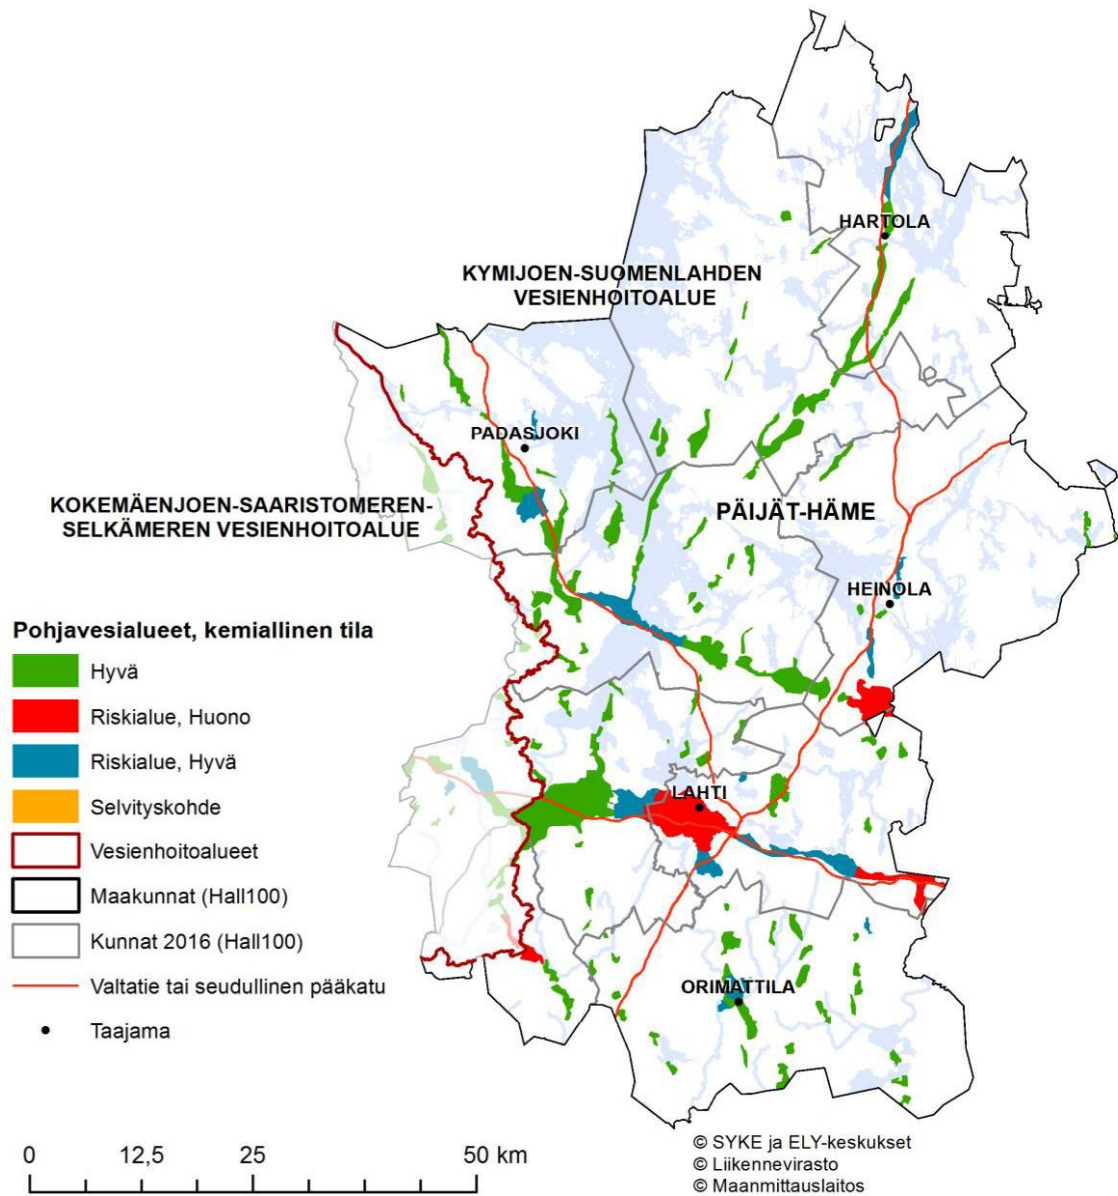 HARTOLA
KYMIJOEN-SUOMENLAHDEN
VESIENHOITOALUE
PADASJOKI
KOKEMÄENJOEN-SAARISTOMEREN-
SELKÄMEREN VESIENHOITOALUE
PÄIJÄT-HÄME
HEINOLA
Pohjavesialueet, kemiallinen tila
Hyvä
Riskialue, Huono
Riskialue, Hyvä
Selvityskohde
Vesienhoitoalueet
Maakunnat (Hall100)
Kunnat 2016 (Hall100)
Valtatie tai seudullinen pääkatu
Taajama
LAHTI
ORIMATTILA
0 12,5 25 50 km
© SYKE ja ELY-keskukset
© Liikennevirasto
© Maanmittauslaitos